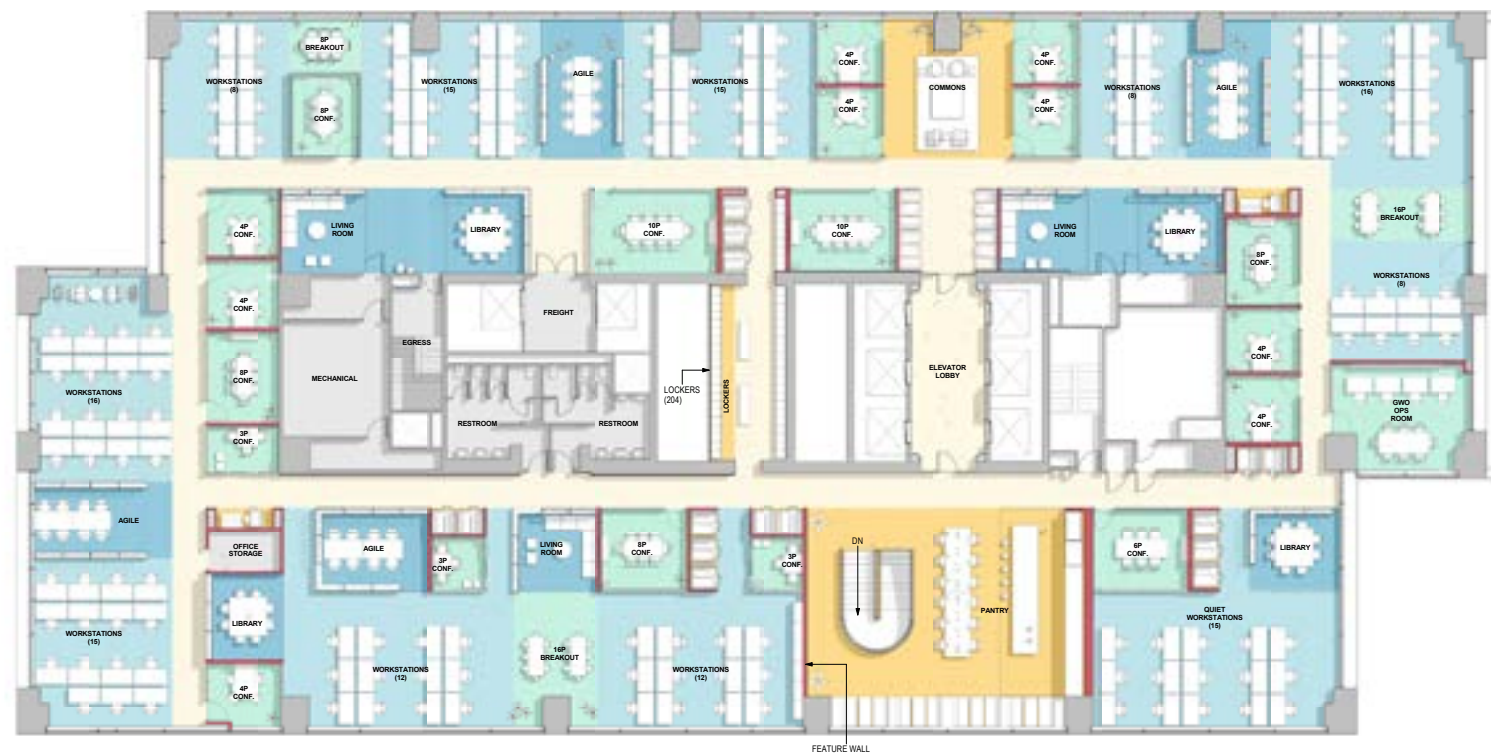 8P
BREAKOUT
WORKSTATIONS
(8)
8P
CONF.
WORKSTATIONS
(15)
AGILE
WORKSTATIONS
(15)
4P
CONF.
4P
CONF.
COMMONS
4P
CONF.
4P
CONF.
WORKSTATIONS
(8)
AGILE
WORKSTATIONS
(16)
4P
CONF.
LIVING
ROOM
LIBRARY
10P
CONF.
10P
CONF.
LIVING
ROOM
LIBRARY
16P
BREAKOUT
8P
CONF.
WORKSTATIONS
(8)
4P
CONF.
FREIGHT
EGRESS
MECHANICAL
8P
CONF.
WORKSTATIONS
(16)
LOCKERS
(204)
LOCKERS
ELEVATOR
LOBBY
4P
CONF.
4P
CONF.
GWO
OPS
ROOM
3P
CONF.
RESTROOM
RESTROOM
AGILE
OFFICE
STORAGE
AGILE
3P
CONF.
LIVING
ROOM
8P
CONF.
3P
CONF.
DN
PANTRY
6P
CONF.
LIBRARY
QUIET
WORKSTATIONS
(15)
WORKSTATIONS
(15)
LIBRARY
4P
CONF.
WORKSTATIONS
(12)
16P
BREAKOUT
WORKSTATIONS
(12)
FEATURE WALL